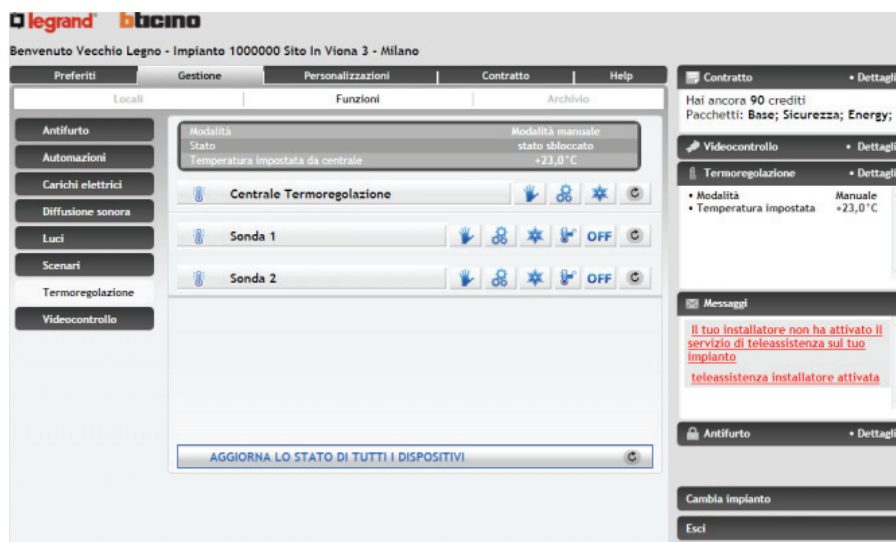 legrand bticino
Benvenuto Vecchio Legno - Impianto 1000000 Sito In Viona 3 - Milano
Preferiti Gestione Personalizzazioni Contratto Help
Locali Funzioni Archivio
Antifurto
Automazioni
Carichi elettrici
Diffusione sonora
Luci
Scenari
Termoregolazione
Videocontrollo
Modalità Modalità manuale
Stato stato sbloccato
Temperatura impostata da centrale +23,0°C
Centrale Termoregolazione
Sonda 1 OFF
Sonda 2 OFF
AGGIORNA LO STATO DI TUTTI I DISPOSITIVI
Contratto • Dettagli
Hai ancora 90 crediti
Pacchetti: Base; Sicurezza; Energy;
Videocontrollo • Dettagli
Termoregolazione • Dettagli
• Modalità Manuale
• Temperatura impostata +23,0°C
Messaggi
Il tuo installatore non ha attivato il
servizio di teleassistenza sul tuo
impianto
teleassistenza installatore attivata
Antifurto • Dettagli
Cambia impianto
Esci